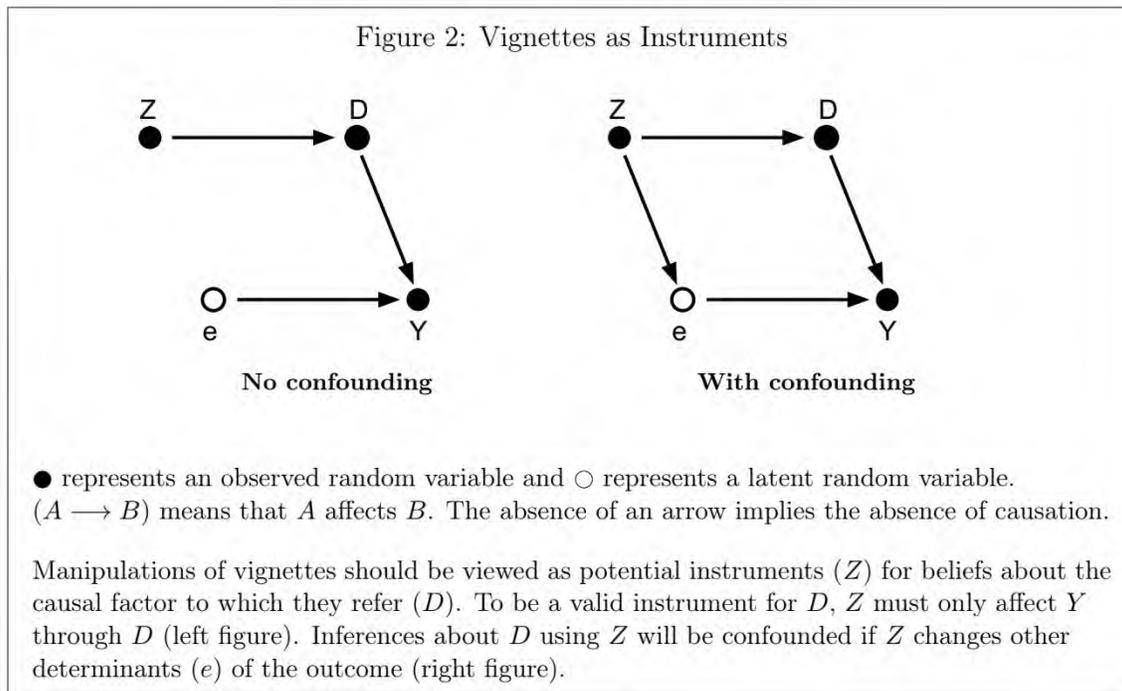 Figure 2: Vignettes as Instruments
Z D
e Y
No confounding
Z D
e Y
With confounding
● represents an observed random variable and ○ represents a latent random variable.
(A ⟶ B) means that A affects B. The absence of an arrow implies the absence of causation.
Manipulations of vignettes should be viewed as potential instruments (Z) for beliefs about the
causal factor to which they refer (D). To be a valid instrument for D, Z must only affect Y
through D (left figure). Inferences about D using Z will be confounded if Z changes other
determinants (e) of the outcome (right figure).